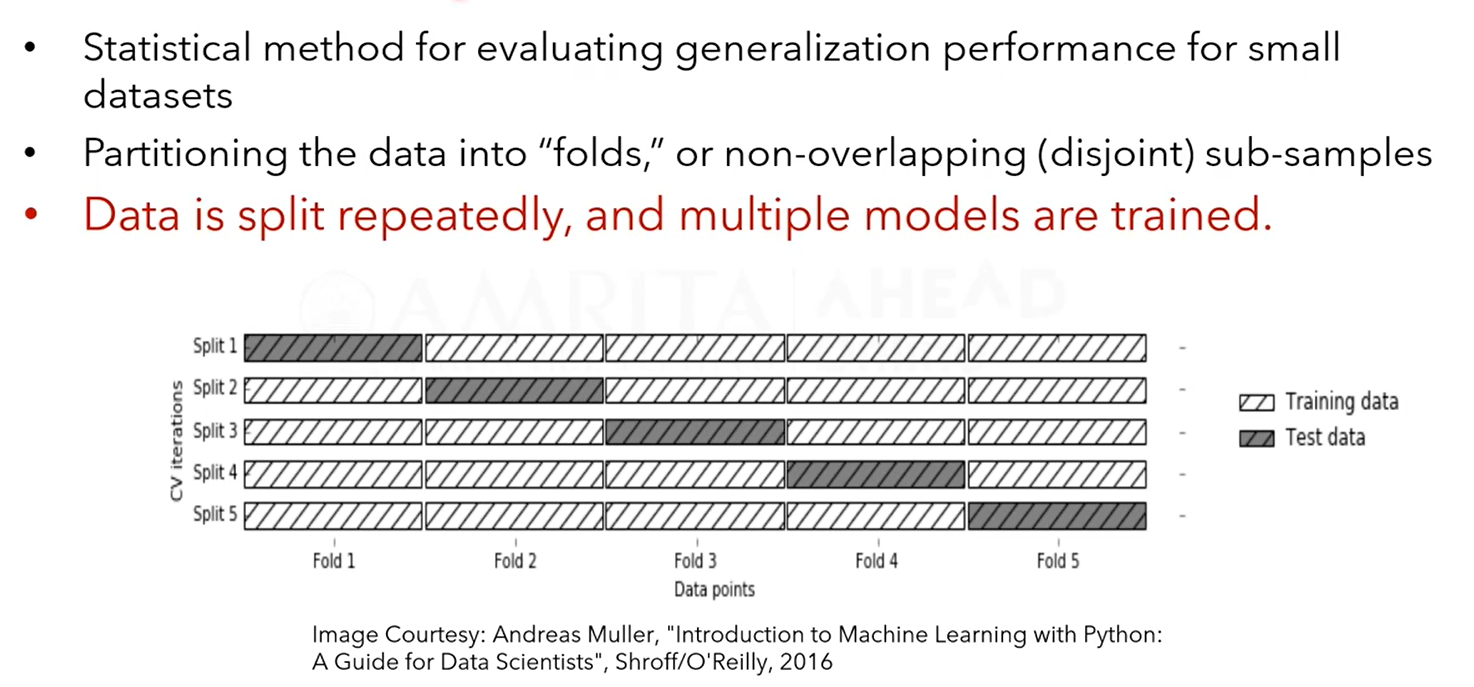 • Statistical method for evaluating generalization performance for small
datasets
• Partitioning the data into “folds,” or non-overlapping (disjoint) sub-samples
• Data is split repeatedly, and multiple models are trained.
AMRITA AHEAD
CV iterations
Split 1
Split 2
Split 3
Split 4
Split 5
Training data
Test data
Fold 1 Fold 2 Fold 3 Fold 4 Fold 5
Data points
Image Courtesy: Andreas Muller, "Introduction to Machine Learning with Python:
A Guide for Data Scientists", Shroff/O'Reilly, 2016